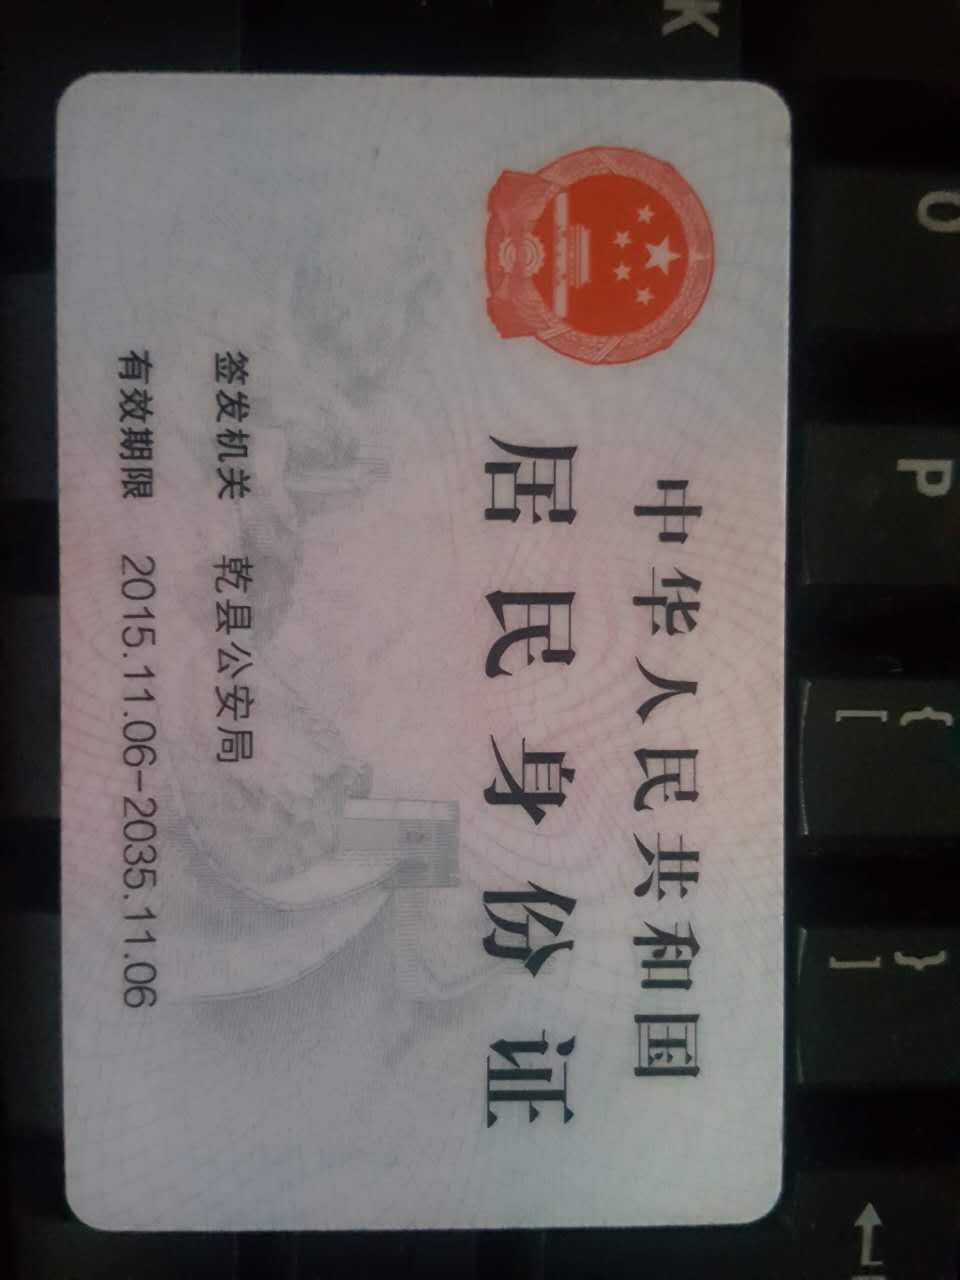 中华人民共和国
居民身份证
签发机关 乾县公安局
有效期限 2015.11.06-2035.11.06
K
O
P
{
[
}
]